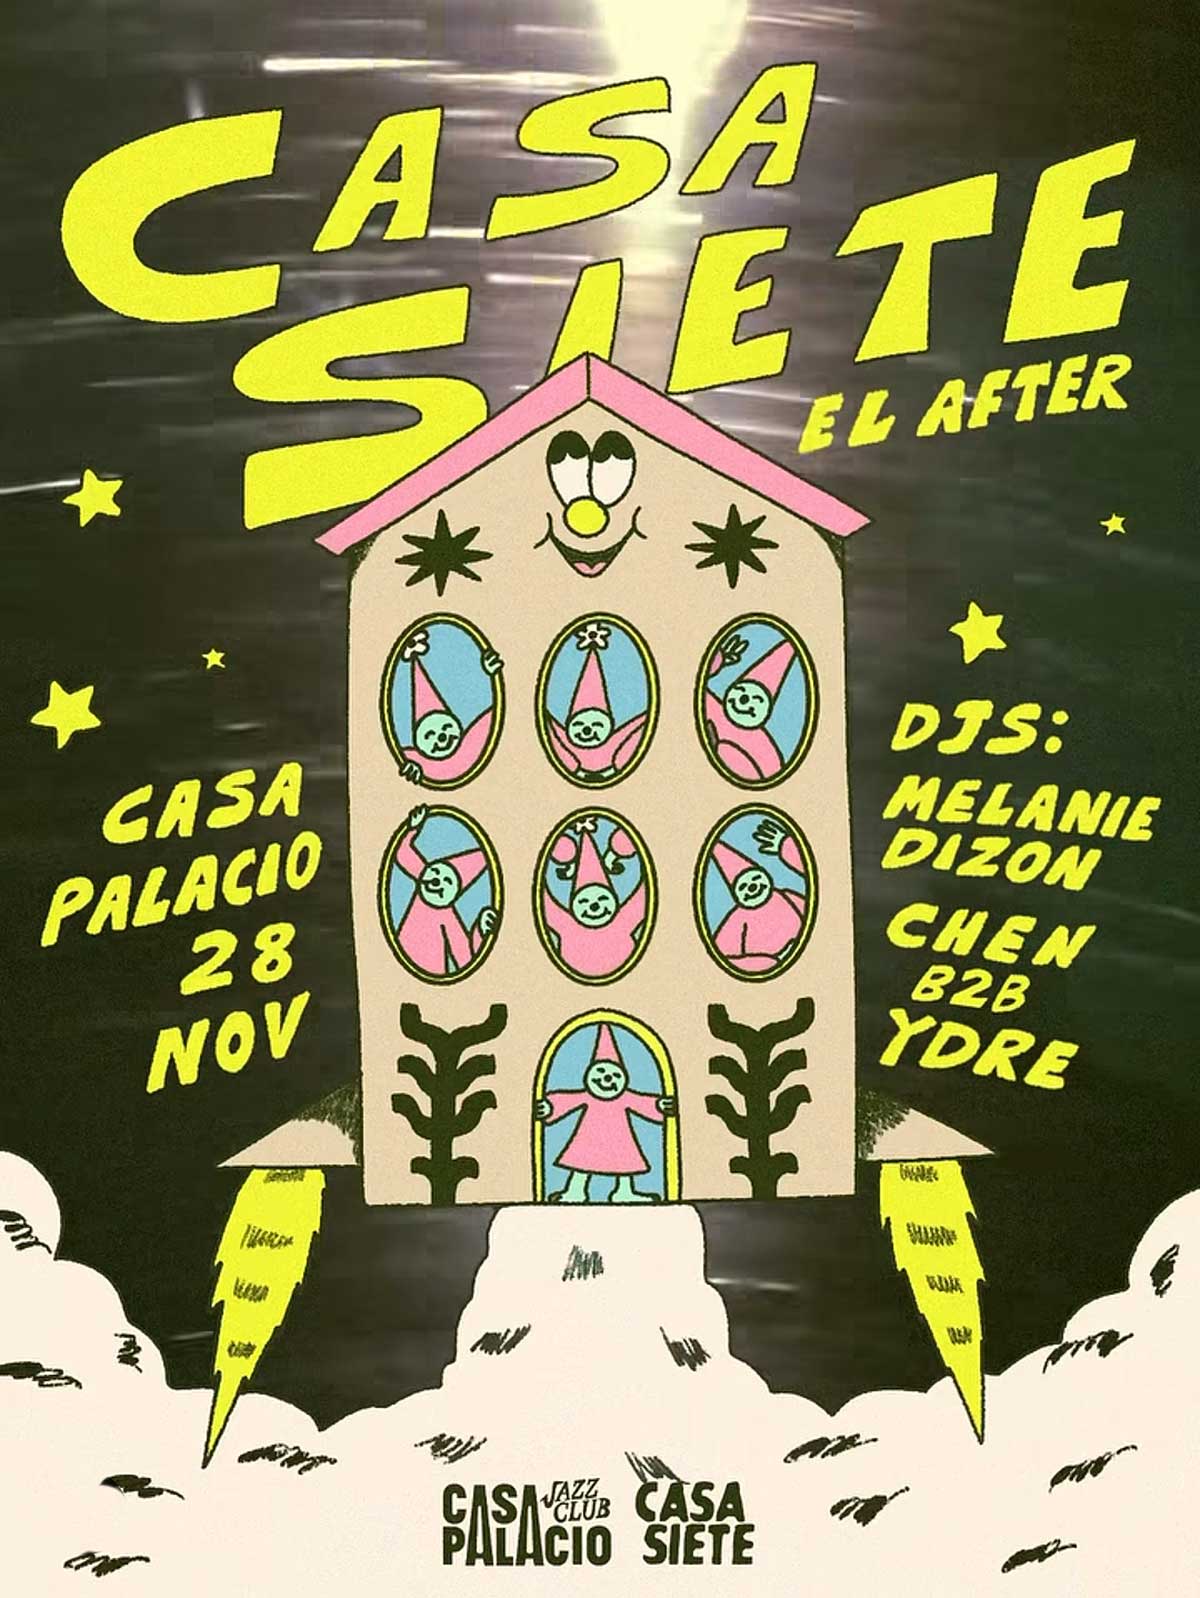 CASA
SIETE
EL AFTER
CASA
PALACIO
28
NOV
DJS:
MELANIE
DIZON
CHEN
B2B
YDRE
CASA JAZZ CLUB
PALACIO
CASA
SIETE